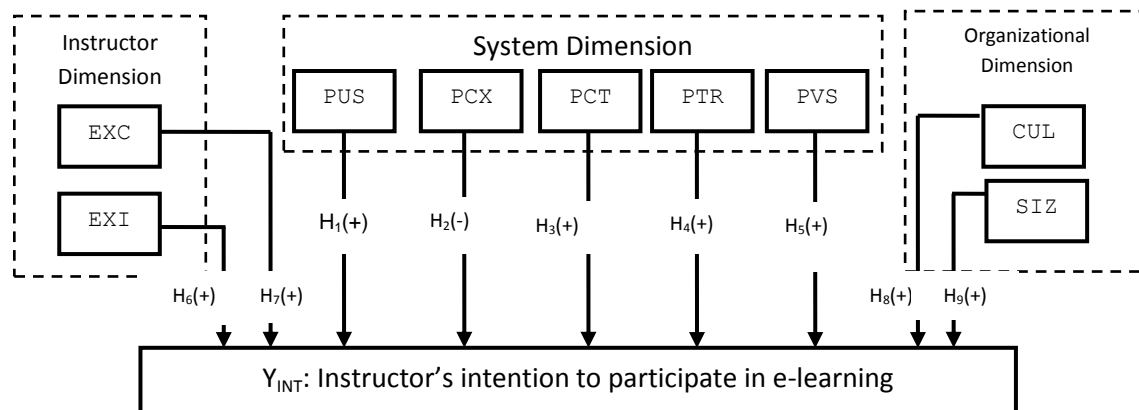 Instructor
Dimension
EXC
EXI
System Dimension
PUS PCX PCT PTR PVS
Organizational
Dimension
CUL
SIZ
H₁(+) H₂(-) H₃(+) H₄(+) H₅(+)
H₆(+) H₇(+) H₈(+) H₉(+)
Y_INT: Instructor’s intention to participate in e-learning